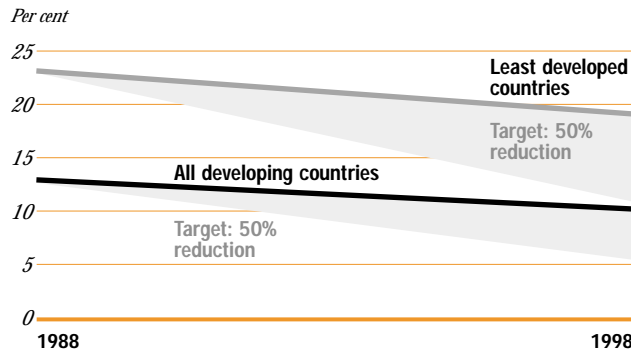 Per cent
25
Least developed
countries
20
Target: 50%
reduction
15
All developing countries
10
Target: 50%
reduction
5
0
1988
1998